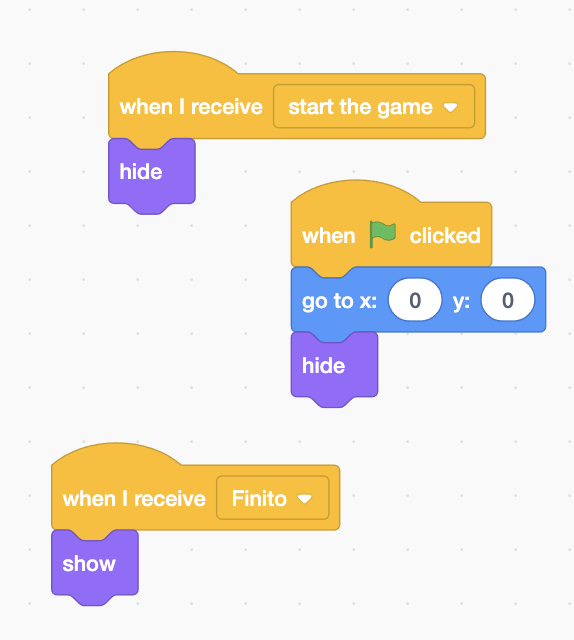 when I receive start the game
hide
when clicked
go to x: 0 y: 0
hide
when I receive Finito
show